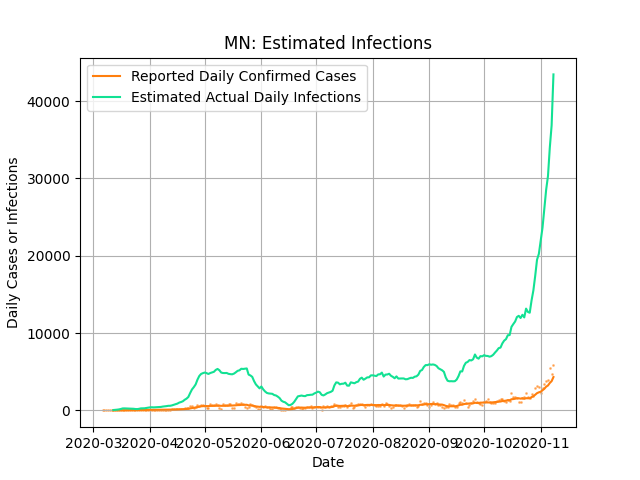 MN: Estimated Infections
Reported Daily Confirmed Cases
Estimated Actual Daily Infections
Daily Cases or Infections
40000
30000
20000
10000
0
2020-03 2020-04 2020-05 2020-06 2020-07 2020-08 2020-09 2020-10 2020-11
Date